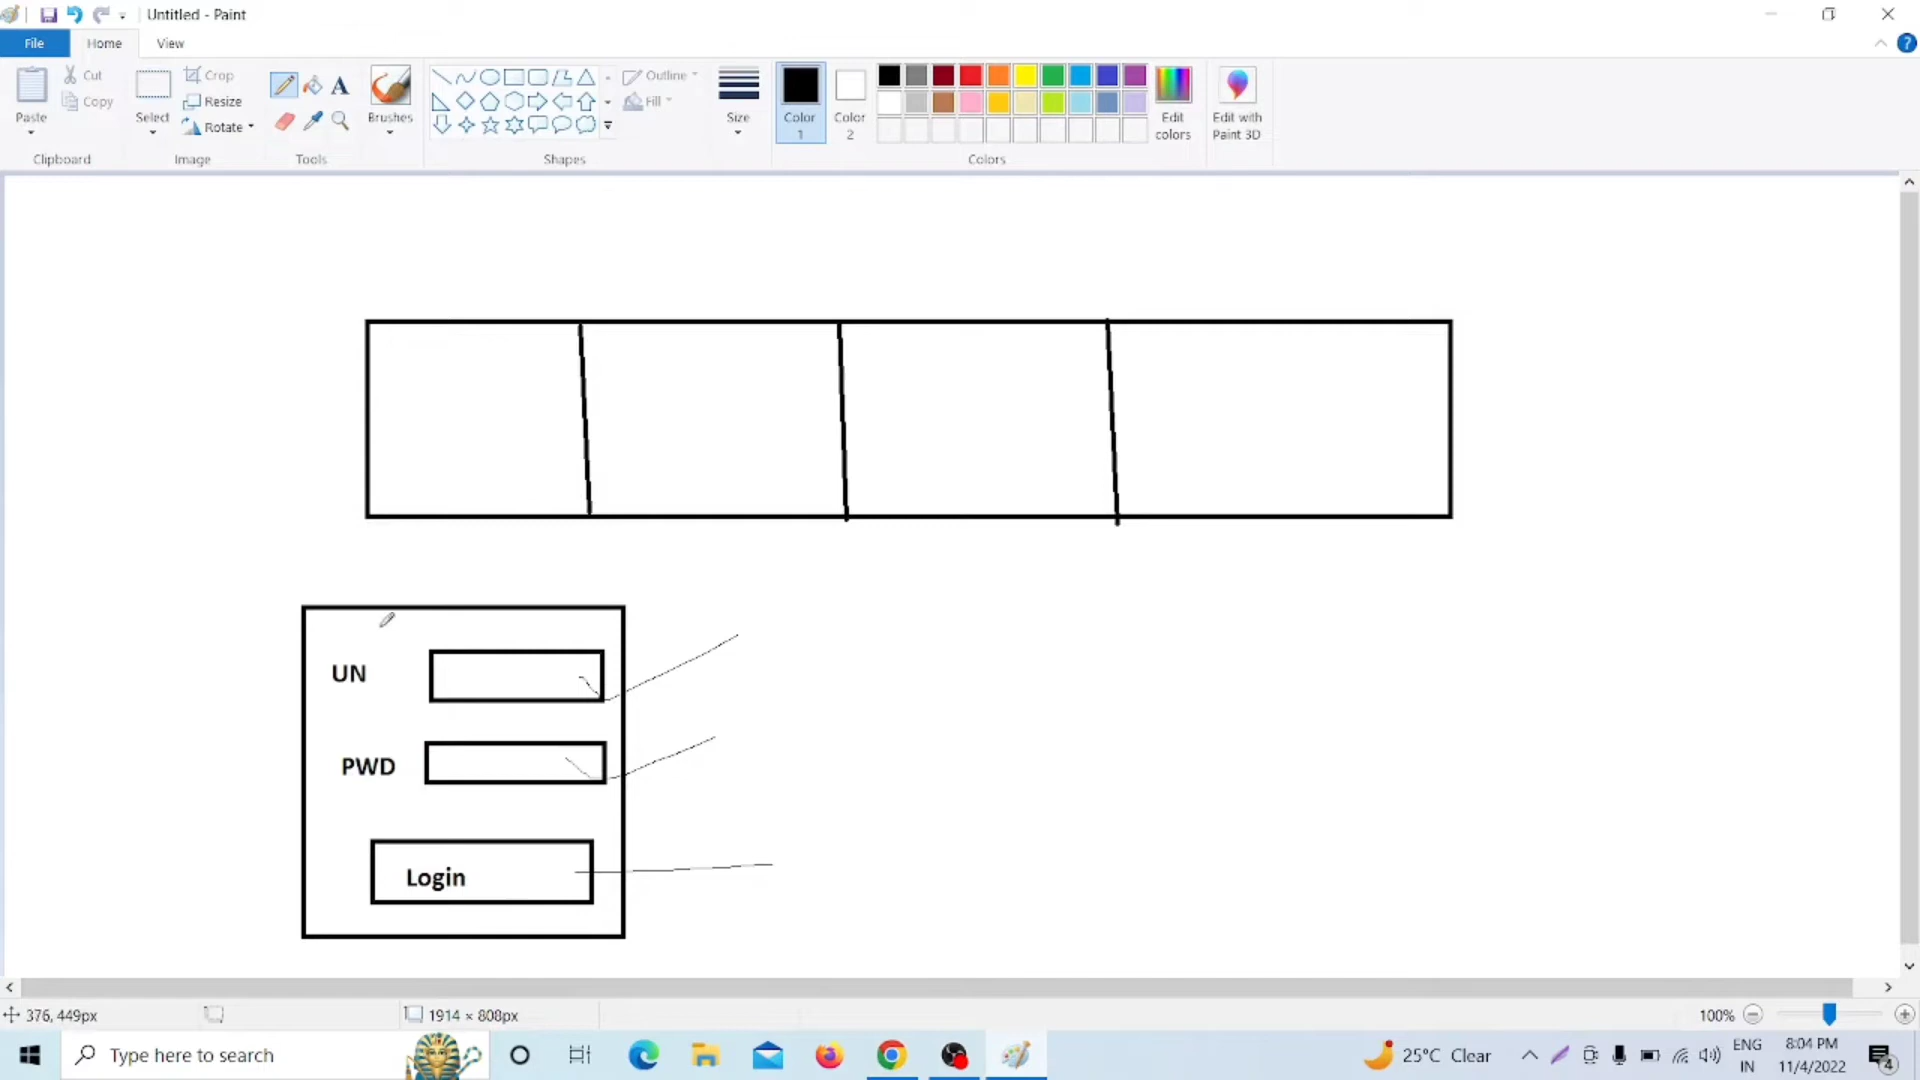 Untitled - Paint
File Home View
Cut
Copy
Paste
Crop
Resize
Rotate
Select
Brushes
Outline
Fill
Size
Color 1
Color 2
Edit colors
Edit with Paint 3D
Clipboard Image Tools Shapes Colors
UN
PWD
Login
376, 449px 1914 × 808px 100%
Type here to search
25°C Clear
ENG
IN
8:04 PM
11/4/2022
4